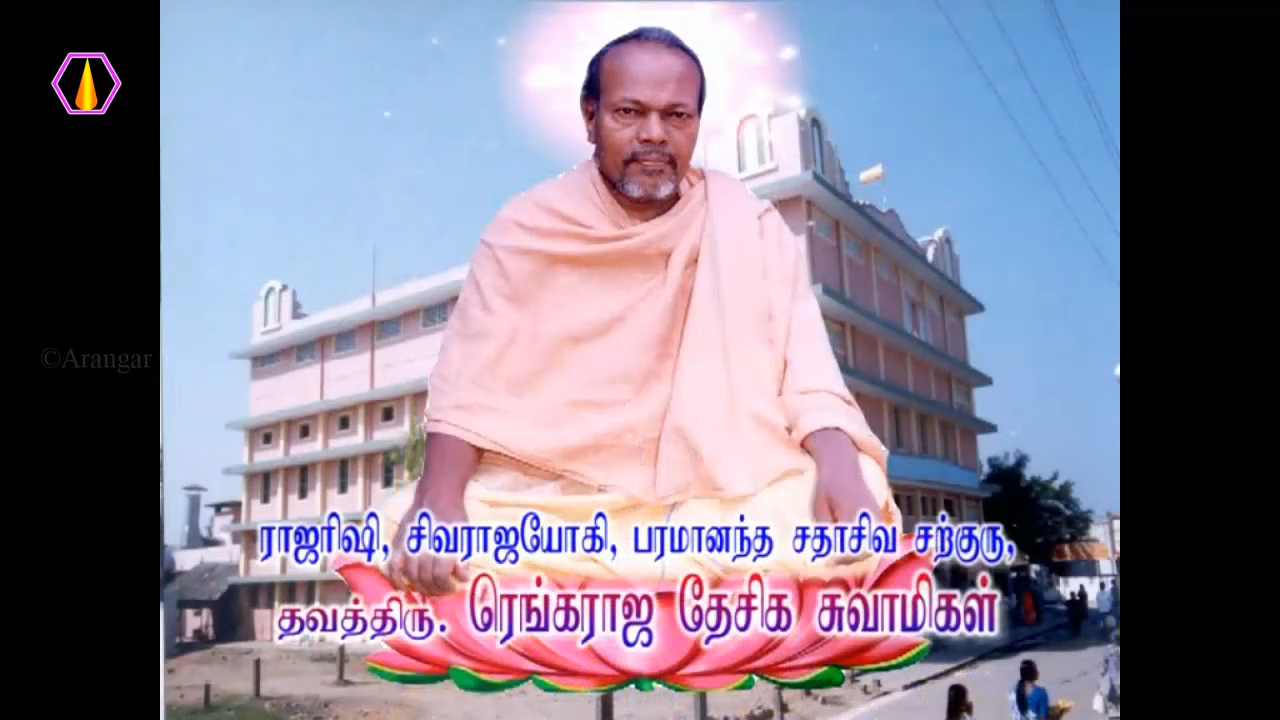 ©Arangar
ராஜரிஷி, சிவராஜயோகி, பரமானந்த சதாசிவ சற்குரு,
தவத்திரு. ரெங்கராஜ தேசிக சுவாமிகள்